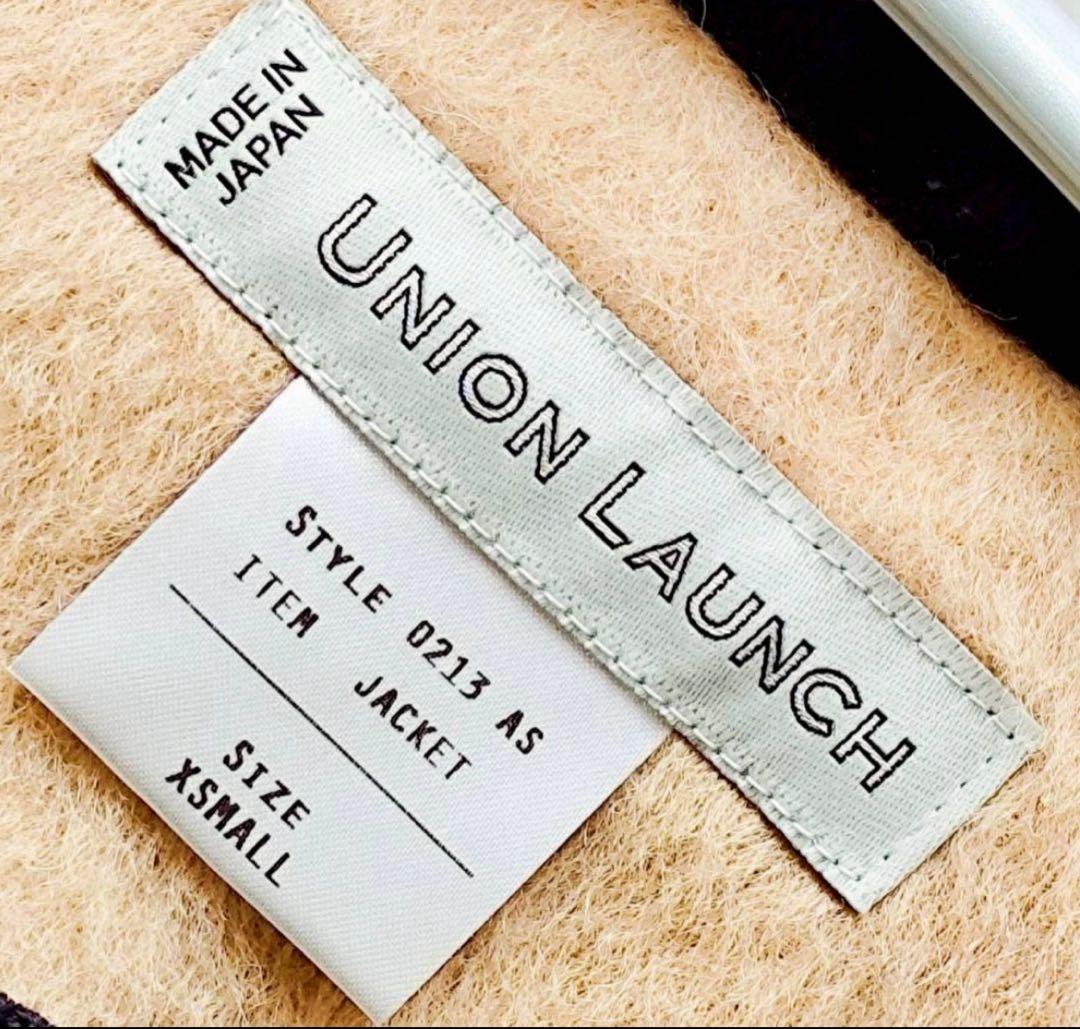 MADE IN
JAPAN
UNION LAUNCH
STYLE 0213 AS
ITEM JACKET
SIZE
XSMALL